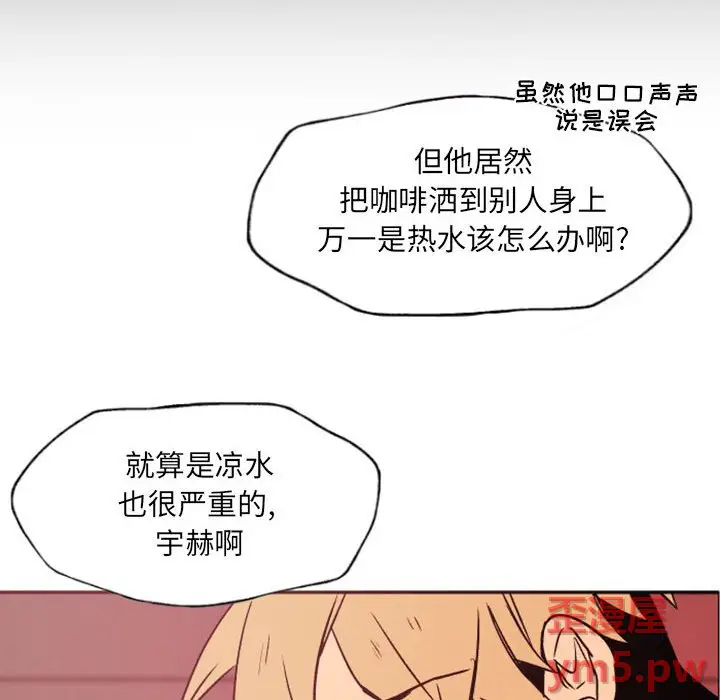 虽然他口口声声
说是误会
但他居然
把咖啡洒到别人身上
万一是热水该怎么办啊?
就算是凉水
也很严重的,
宇赫啊
歪漫屋
ym5.pw